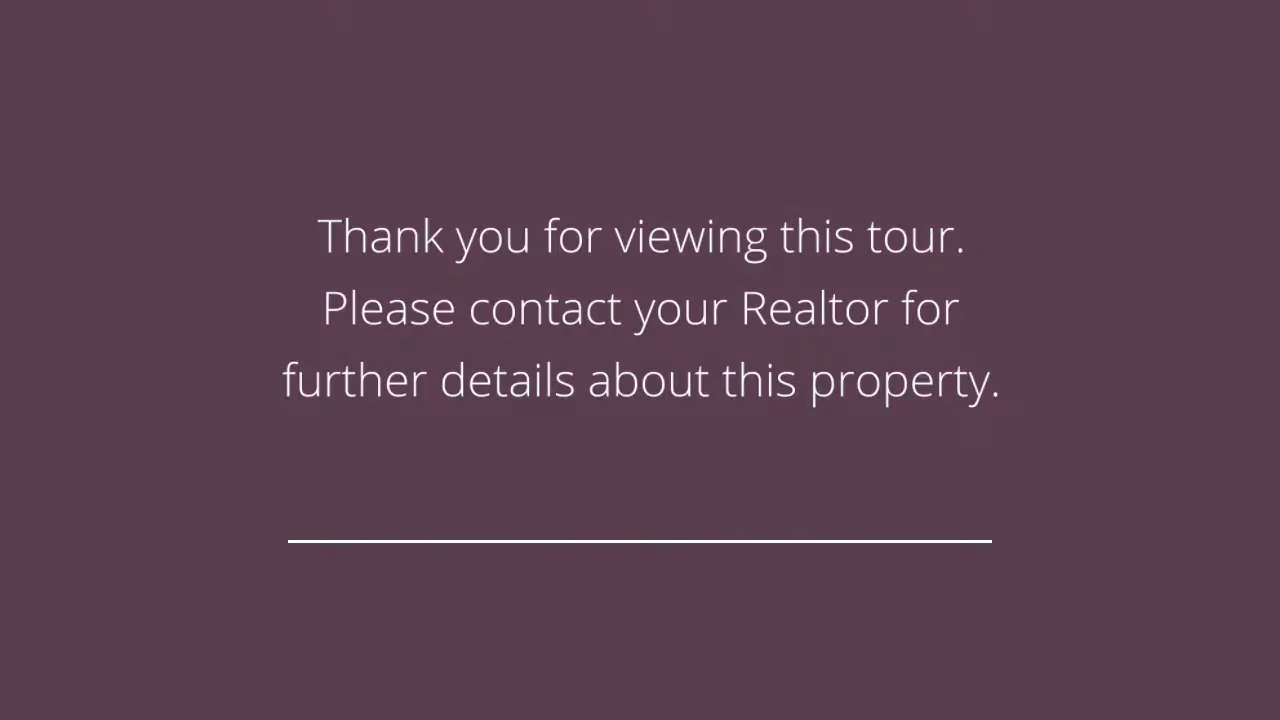 Thank you for viewing this tour.
Please contact your Realtor for
further details about this property.